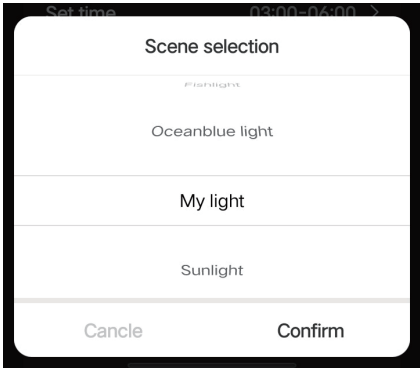 Set time 03:00-06:00 >
Scene selection
Fishlight
Oceanblue light
My light
Sunlight
Cancle Confirm